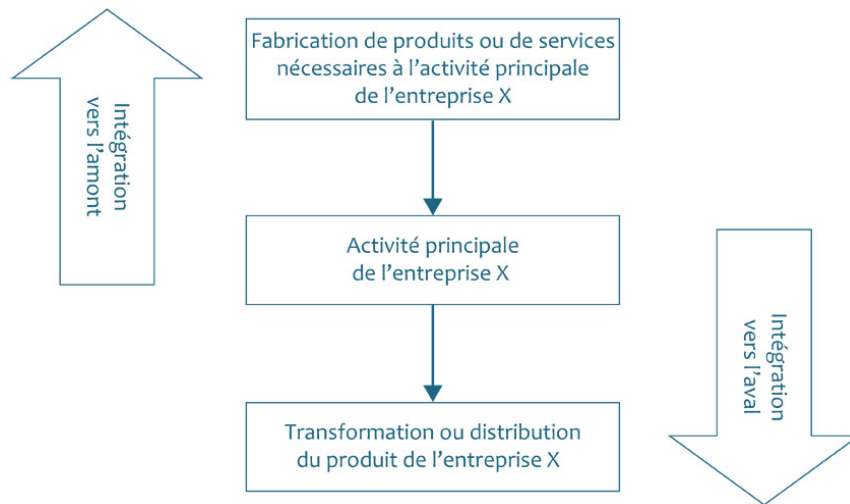 Fabrication de produits ou de services
nécessaires à l’activité principale
de l’entreprise X
Intégration
vers l’amont
Activité principale
de l’entreprise X
Intégration
vers l’aval
Transformation ou distribution
du produit de l’entreprise X